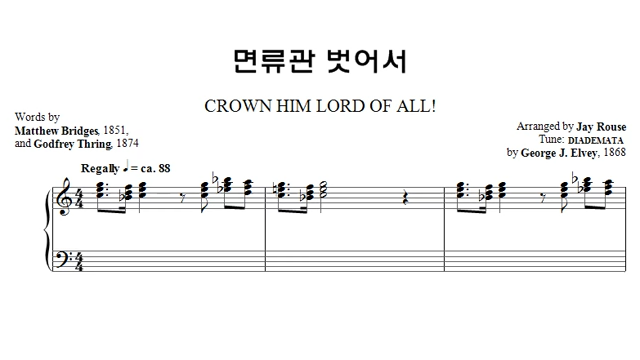 면류관 벗어서
CROWN HIM LORD OF ALL!
Words by
Matthew Bridges, 1851,
and Godfrey Thring, 1874
Arranged by Jay Rouse
Tune: DIADEMATA
by George J. Elvey, 1868
Regally ♩ = ca. 88